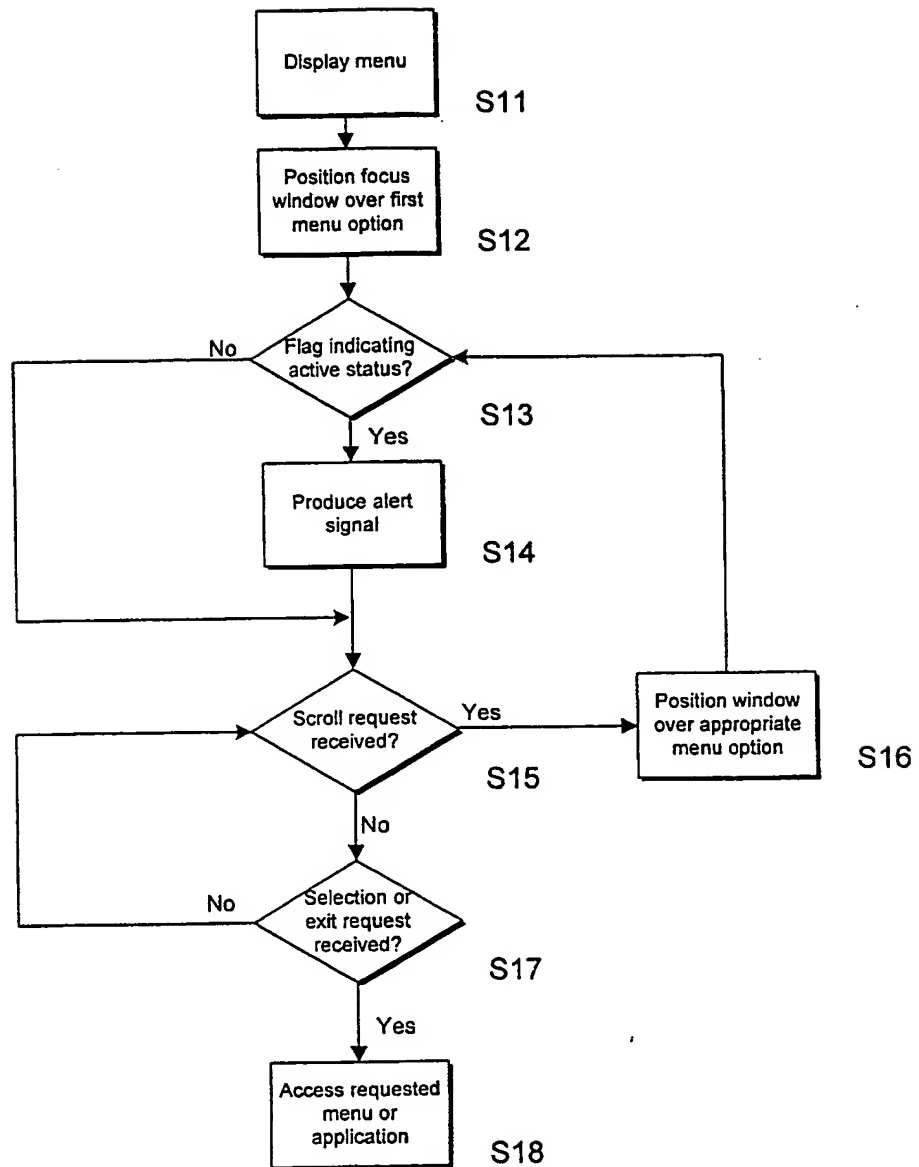 Display menu
S11
Position focus
window over first
menu option
S12
No
Flag indicating
active status?
S13
Yes
Produce alert
signal
S14
Scroll request
received?
Yes
S15
Position window
over appropriate
menu option
S16
No
Selection or
exit request
received?
No
S17
Yes
Access requested
menu or
application
S18